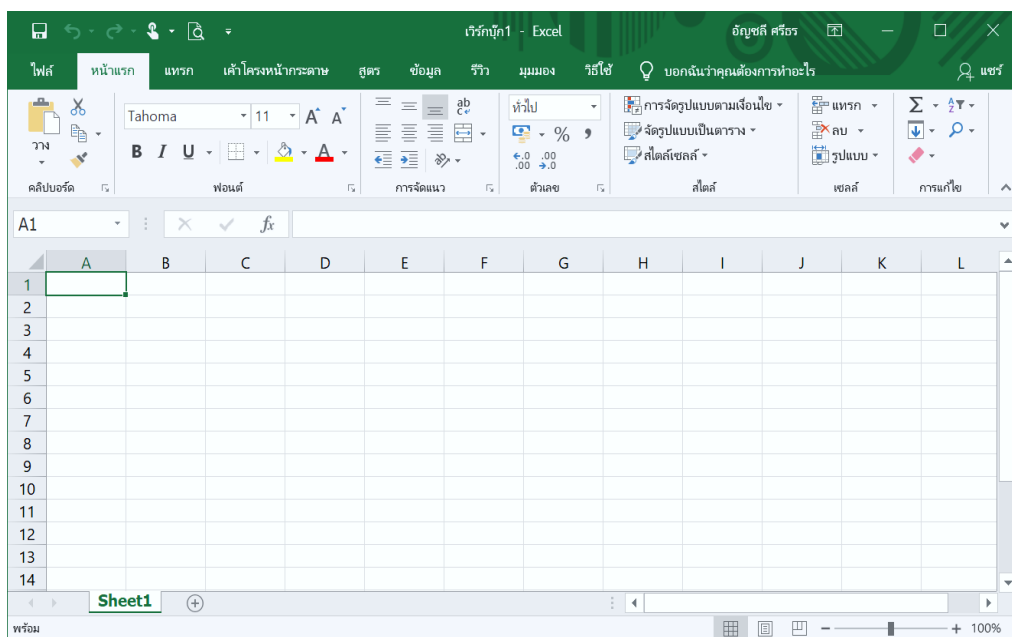 เวิร์กบุ๊ก1 - Excel อัญชลี ศรีธร
ไฟล์ หน้าแรก แทรก เค้าโครงหน้ากระดาษ สูตร ข้อมูล รีวิว มุมมอง วิธีใช้ บอกฉันว่าคุณต้องการทำอะไร แชร์
วาง Tahoma 11 A A ab c ทั่วไป การจัดรูปแบบตามเงื่อนไข แทรก Σ A Z
B I U A % , จัดรูปแบบเป็นตาราง ลบ
.0 .00 .00 .0 สไตล์เซลล์ รูปแบบ
คลิปบอร์ด ฟอนต์ การจัดแนว ตัวเลข สไตล์ เซลล์ การแก้ไข
A1 fx
A B C D E F G H I J K L
1
2
3
4
5
6
7
8
9
10
11
12
13
14
Sheet1
พร้อม 100%